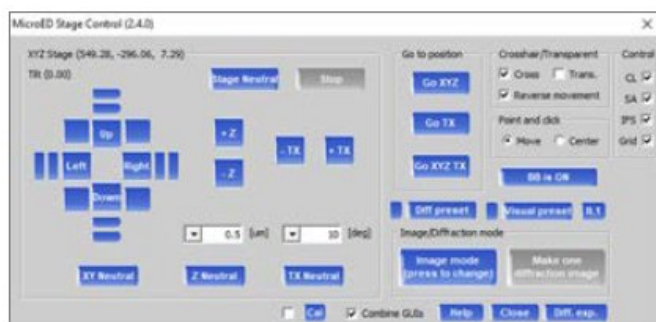 MicroED Stage Control (2.4.0)
XYZ Stage (549.28, -296.06, 7.29)
Tilt (0.00)
Stage Neutral
Stop
Up
Left
Right
Down
+ Z
- Z
- TX
+ TX
0.5 [um]
10 [deg]
XY Neutral
Z Neutral
TX Neutral
Go to position
Go XYZ
Go TX
Go XYZ TX
Crosshair/Transparent
Cross
Trans.
Reverse movement
Point and click
Move
Center
Control
CL
SA
IFS
Grid
BB is ON
Diff preset
Visual preset
R.1
Image/Diffraction mode
Image mode
(press to change)
Make one
diffraction image
Cal
Combine GUIs
Help
Close
Diff. exp.